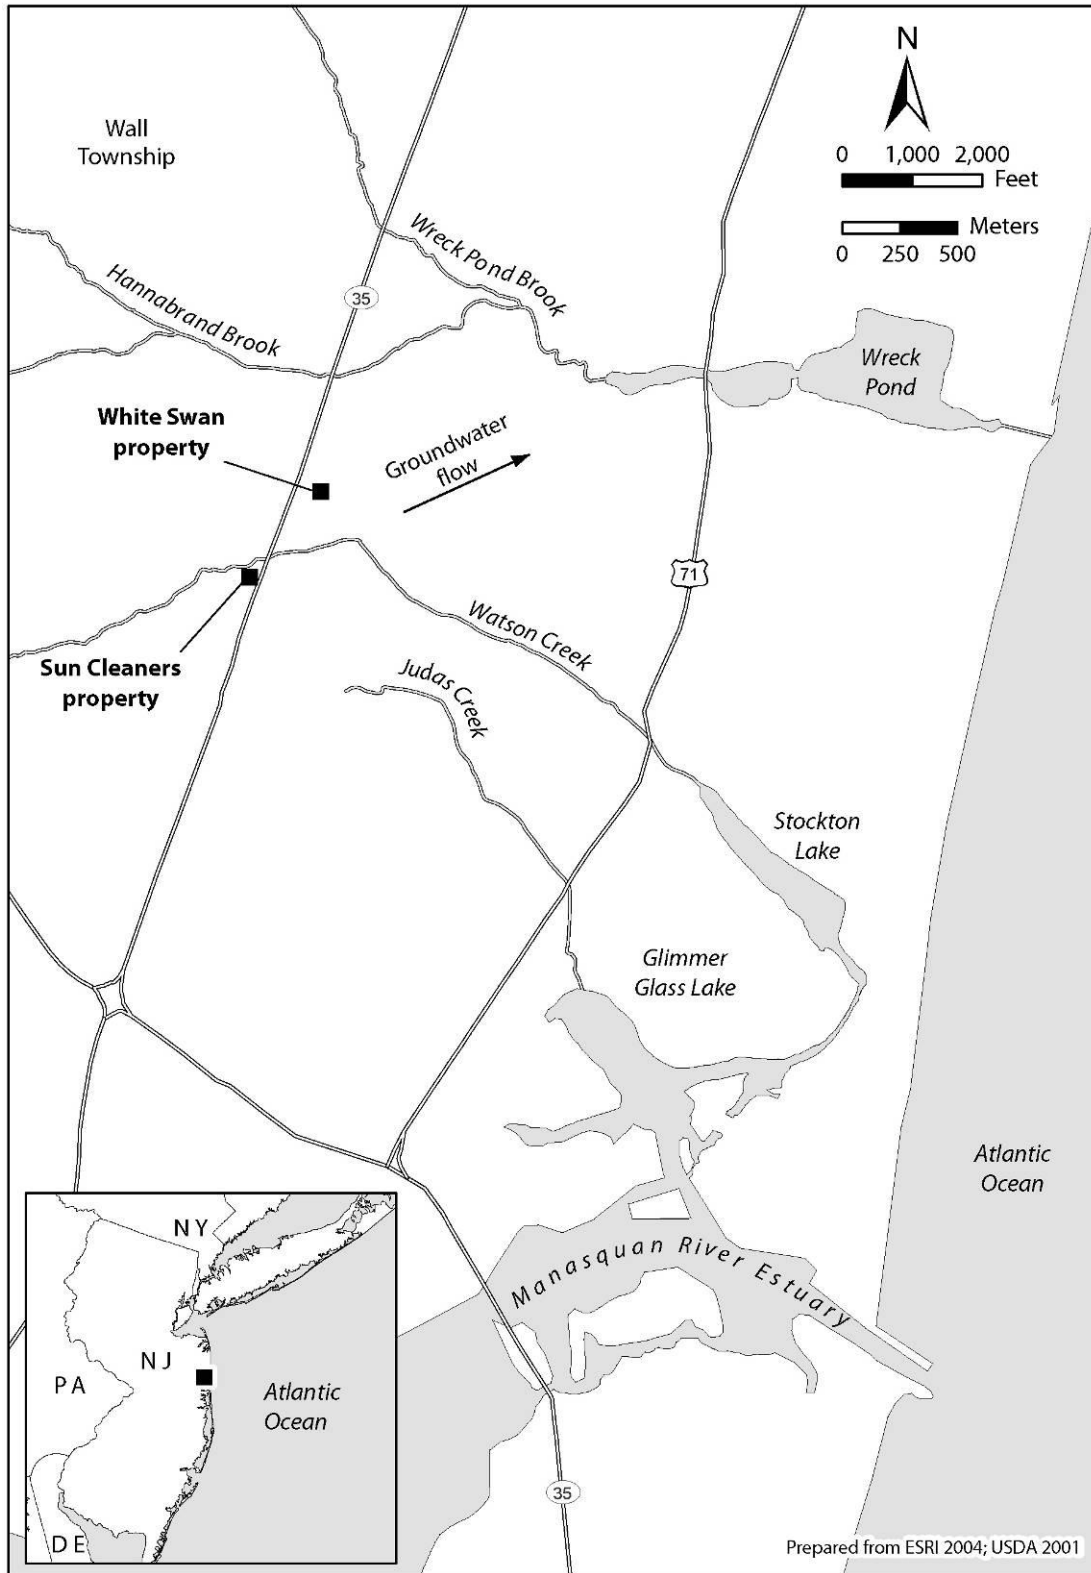 N
0 1,000 2,000
Feet
Meters
0 250 500
Wall
Township
Wreck Pond Brook
35
Hannabrand Brook
Wreck
Pond
White Swan
property
Groundwater
flow
71
Sun Cleaners
property
Watson Creek
Judas Creek
Stockton
Lake
Glimmer
Glass Lake
Atlantic
Ocean
Manasquan River Estuary
NY
NJ
PA
Atlantic
Ocean
DE
35
Prepared from ESRI 2004; USDA 2001